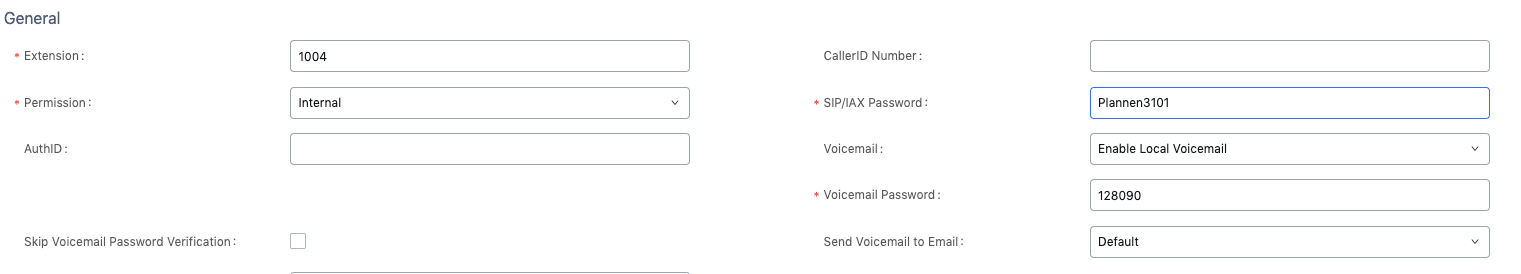 General
* Extension: 1004 CallerID Number:
* Permission: Internal * SIP/IAX Password: Plannen3101
AuthID: Voicemail: Enable Local Voicemail
* Voicemail Password: 128090
Skip Voicemail Password Verification: Send Voicemail to Email: Default